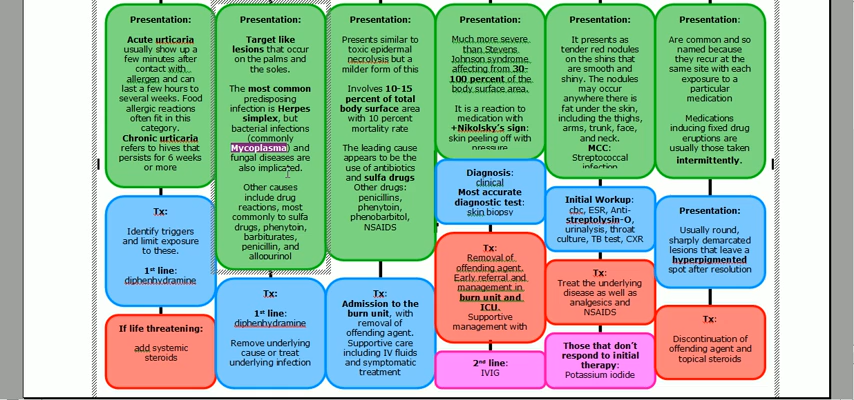 Presentation:
Acute urticaria
usually show up a
few minutes after
contact with
allergen and can
last a few hours to
several weeks. Food
allergic reactions
often fit in this
category.
Chronic urticaria
refers to hives that
persists for 6 weeks
or more
Tx:
Identify triggers
and limit exposure
to these.
1st line:
diphenhydramine
If life threatening:
add systemic
steroids
Presentation:
Target like
lesions that occur
on the palms and
the soles.
The most common
predisposing
infection is Herpes
simplex, but
bacterial infections
(commonly
Mycoplasma) and
fungal diseases are
also implicated.
Other causes
include drug
reactions, most
commonly to sulfa
drugs, phenytoin,
barbiturates,
penicillin, and
allopurinol
Tx:
1st line:
diphenhydramine
Remove underlying
cause or treat
underlying infection
Presentation:
Presents similar to
toxic epidermal
necrolysis but a
milder form of this
Involves 10-15
percent of total
body surface area
with 10 percent
mortality rate
The leading cause
appears to be the
use of antibiotics
and sulfa drugs
Other drugs:
penicillins,
phenytoin,
phenobarbitol,
NSAIDS
Tx:
Admission to the
burn unit, with
removal of
offending agent.
Supportive care
including IV fluids
and symptomatic
treatment
Presentation:
Much more severe
than Stevens
Johnson syndrome
affecting from 30-
100 percent of the
body surface area.
It is a reaction to
medication with
+Nikolsky's sign:
skin peeling off with
pressure
Diagnosis:
clinical
Most accurate
diagnostic test:
skin biopsy
Tx:
Removal of
offending agent.
Early referral and
management in
burn unit and
ICU.
Supportive
management with
2nd line:
IVIG
Presentation:
It presents as
tender red nodules
on the shins that
are smooth and
shiny. The nodules
may occur
anywhere there is
fat under the skin,
including the thighs,
arms, trunk, face,
and neck.
MCC:
Streptococcal
infection
Initial Workup:
cbc, ESR, Anti-
streptolysin-O,
urinalysis, throat
culture, TB test, CXR
Tx:
Treat the underlying
disease as well as
analgesics and
NSAIDS
Those that don't
respond to initial
therapy:
Potassium iodide
Presentation:
Are common and so
named because
they recur at the
same site with each
exposure to a
particular
medication
Medications
inducing fixed drug
eruptions are
usually those taken
intermittently.
Presentation:
Usually round,
sharply demarcated
lesions that leave a
hyperpigmented
spot after resolution
Tx:
Discontinuation of
offending agent and
topical steroids